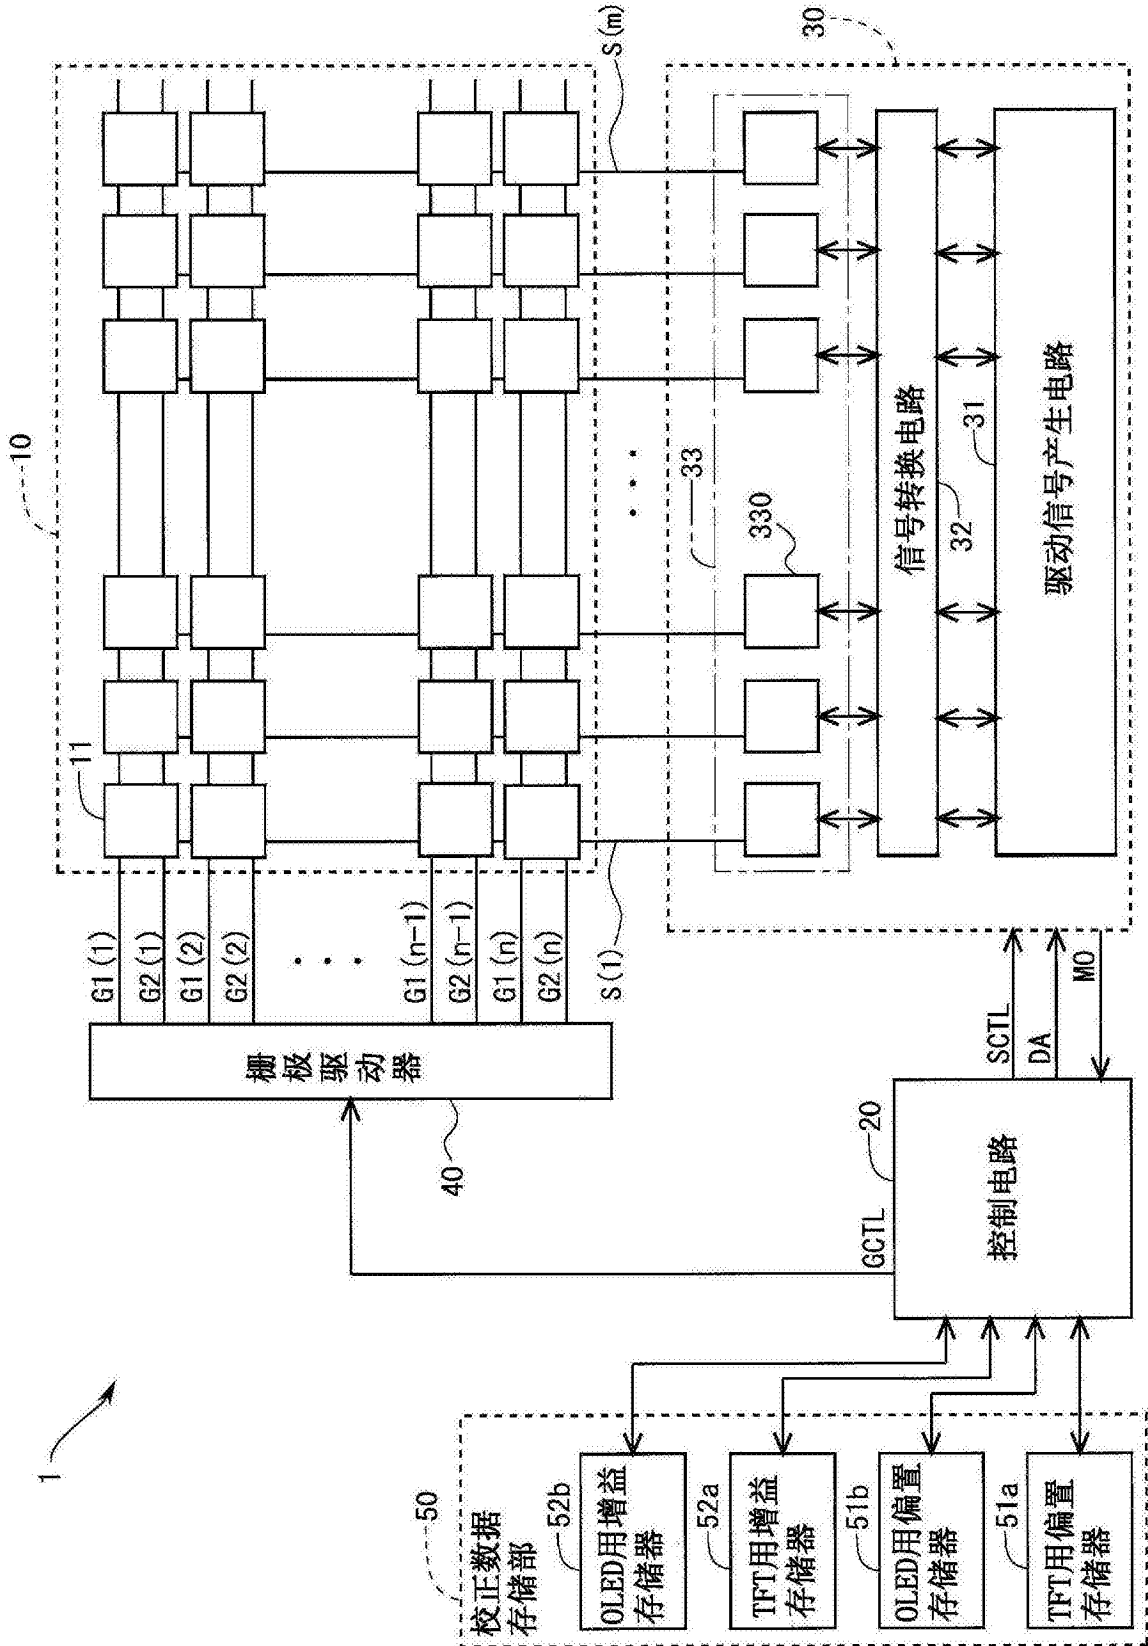 1
10
11
G1(1)
G2(1)
G1(2)
G2(2)
G1(n-1)
G2(n-1)
G1(n)
G2(n)
栅极驱动器
40
S(1)
S(m)
30
33
330
信号转换电路
32
31
驱动信号产生电路
SCTL
DA
MO
GCTL
20
控制电路
50
校正数据
存储部
52b
OLED用增益
存储器
52a
TFT用增益
存储器
51b
OLED用偏置
存储器
51a
TFT用偏置
存储器